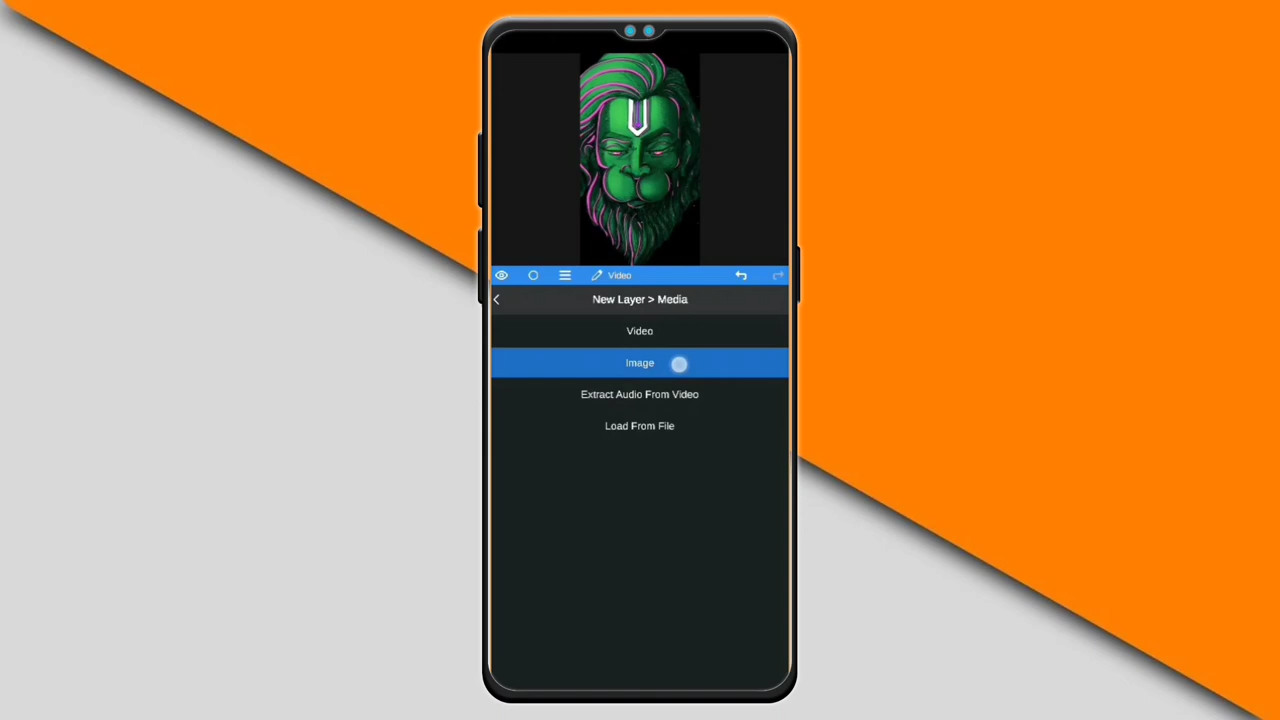 Video
New Layer > Media
Video
Image
Extract Audio From Video
Load From File